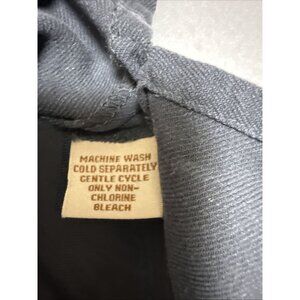 MACHINE WASH
COLD SEPARATELY
GENTLE CYCLE
ONLY NON-
CHLORINE
BLEACH